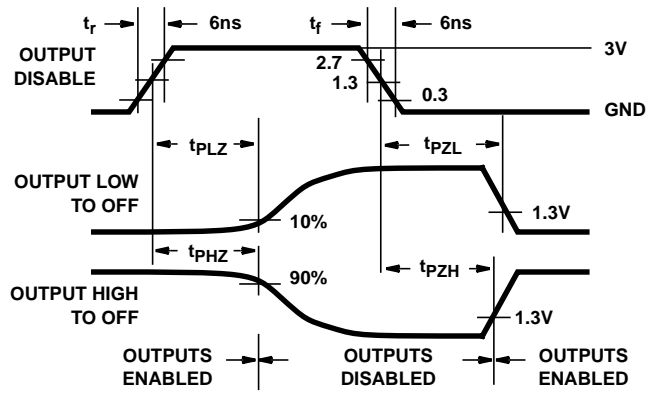 tr 6ns tf 6ns
OUTPUT
DISABLE
2.7
1.3
0.3
3V
GND
tPLZ tPZL
OUTPUT LOW
TO OFF
10%
1.3V
tPHZ tPZH
OUTPUT HIGH
TO OFF
90%
1.3V
OUTPUTS
ENABLED
OUTPUTS
DISABLED
OUTPUTS
ENABLED